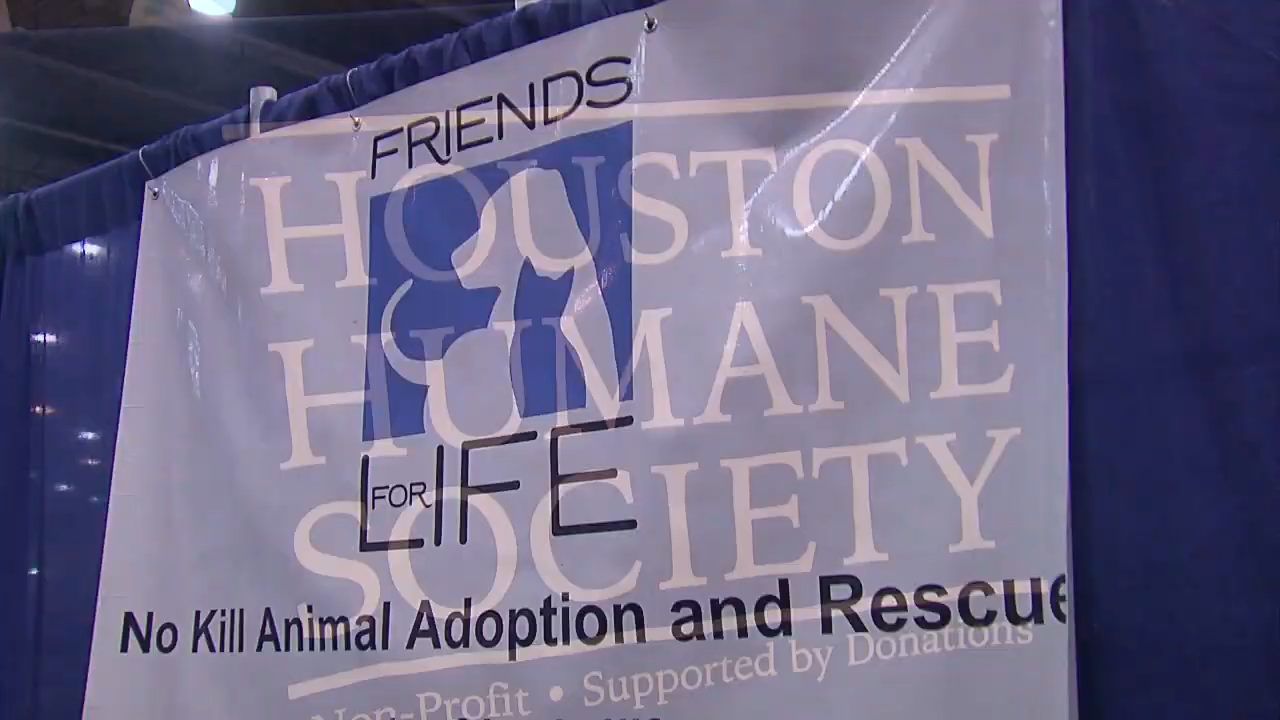 FRIENDS
FOR LIFE
No Kill Animal Adoption and Rescue
HOUSTON
HUMANE
SOCIETY
Non-Profit • Supported by Donations